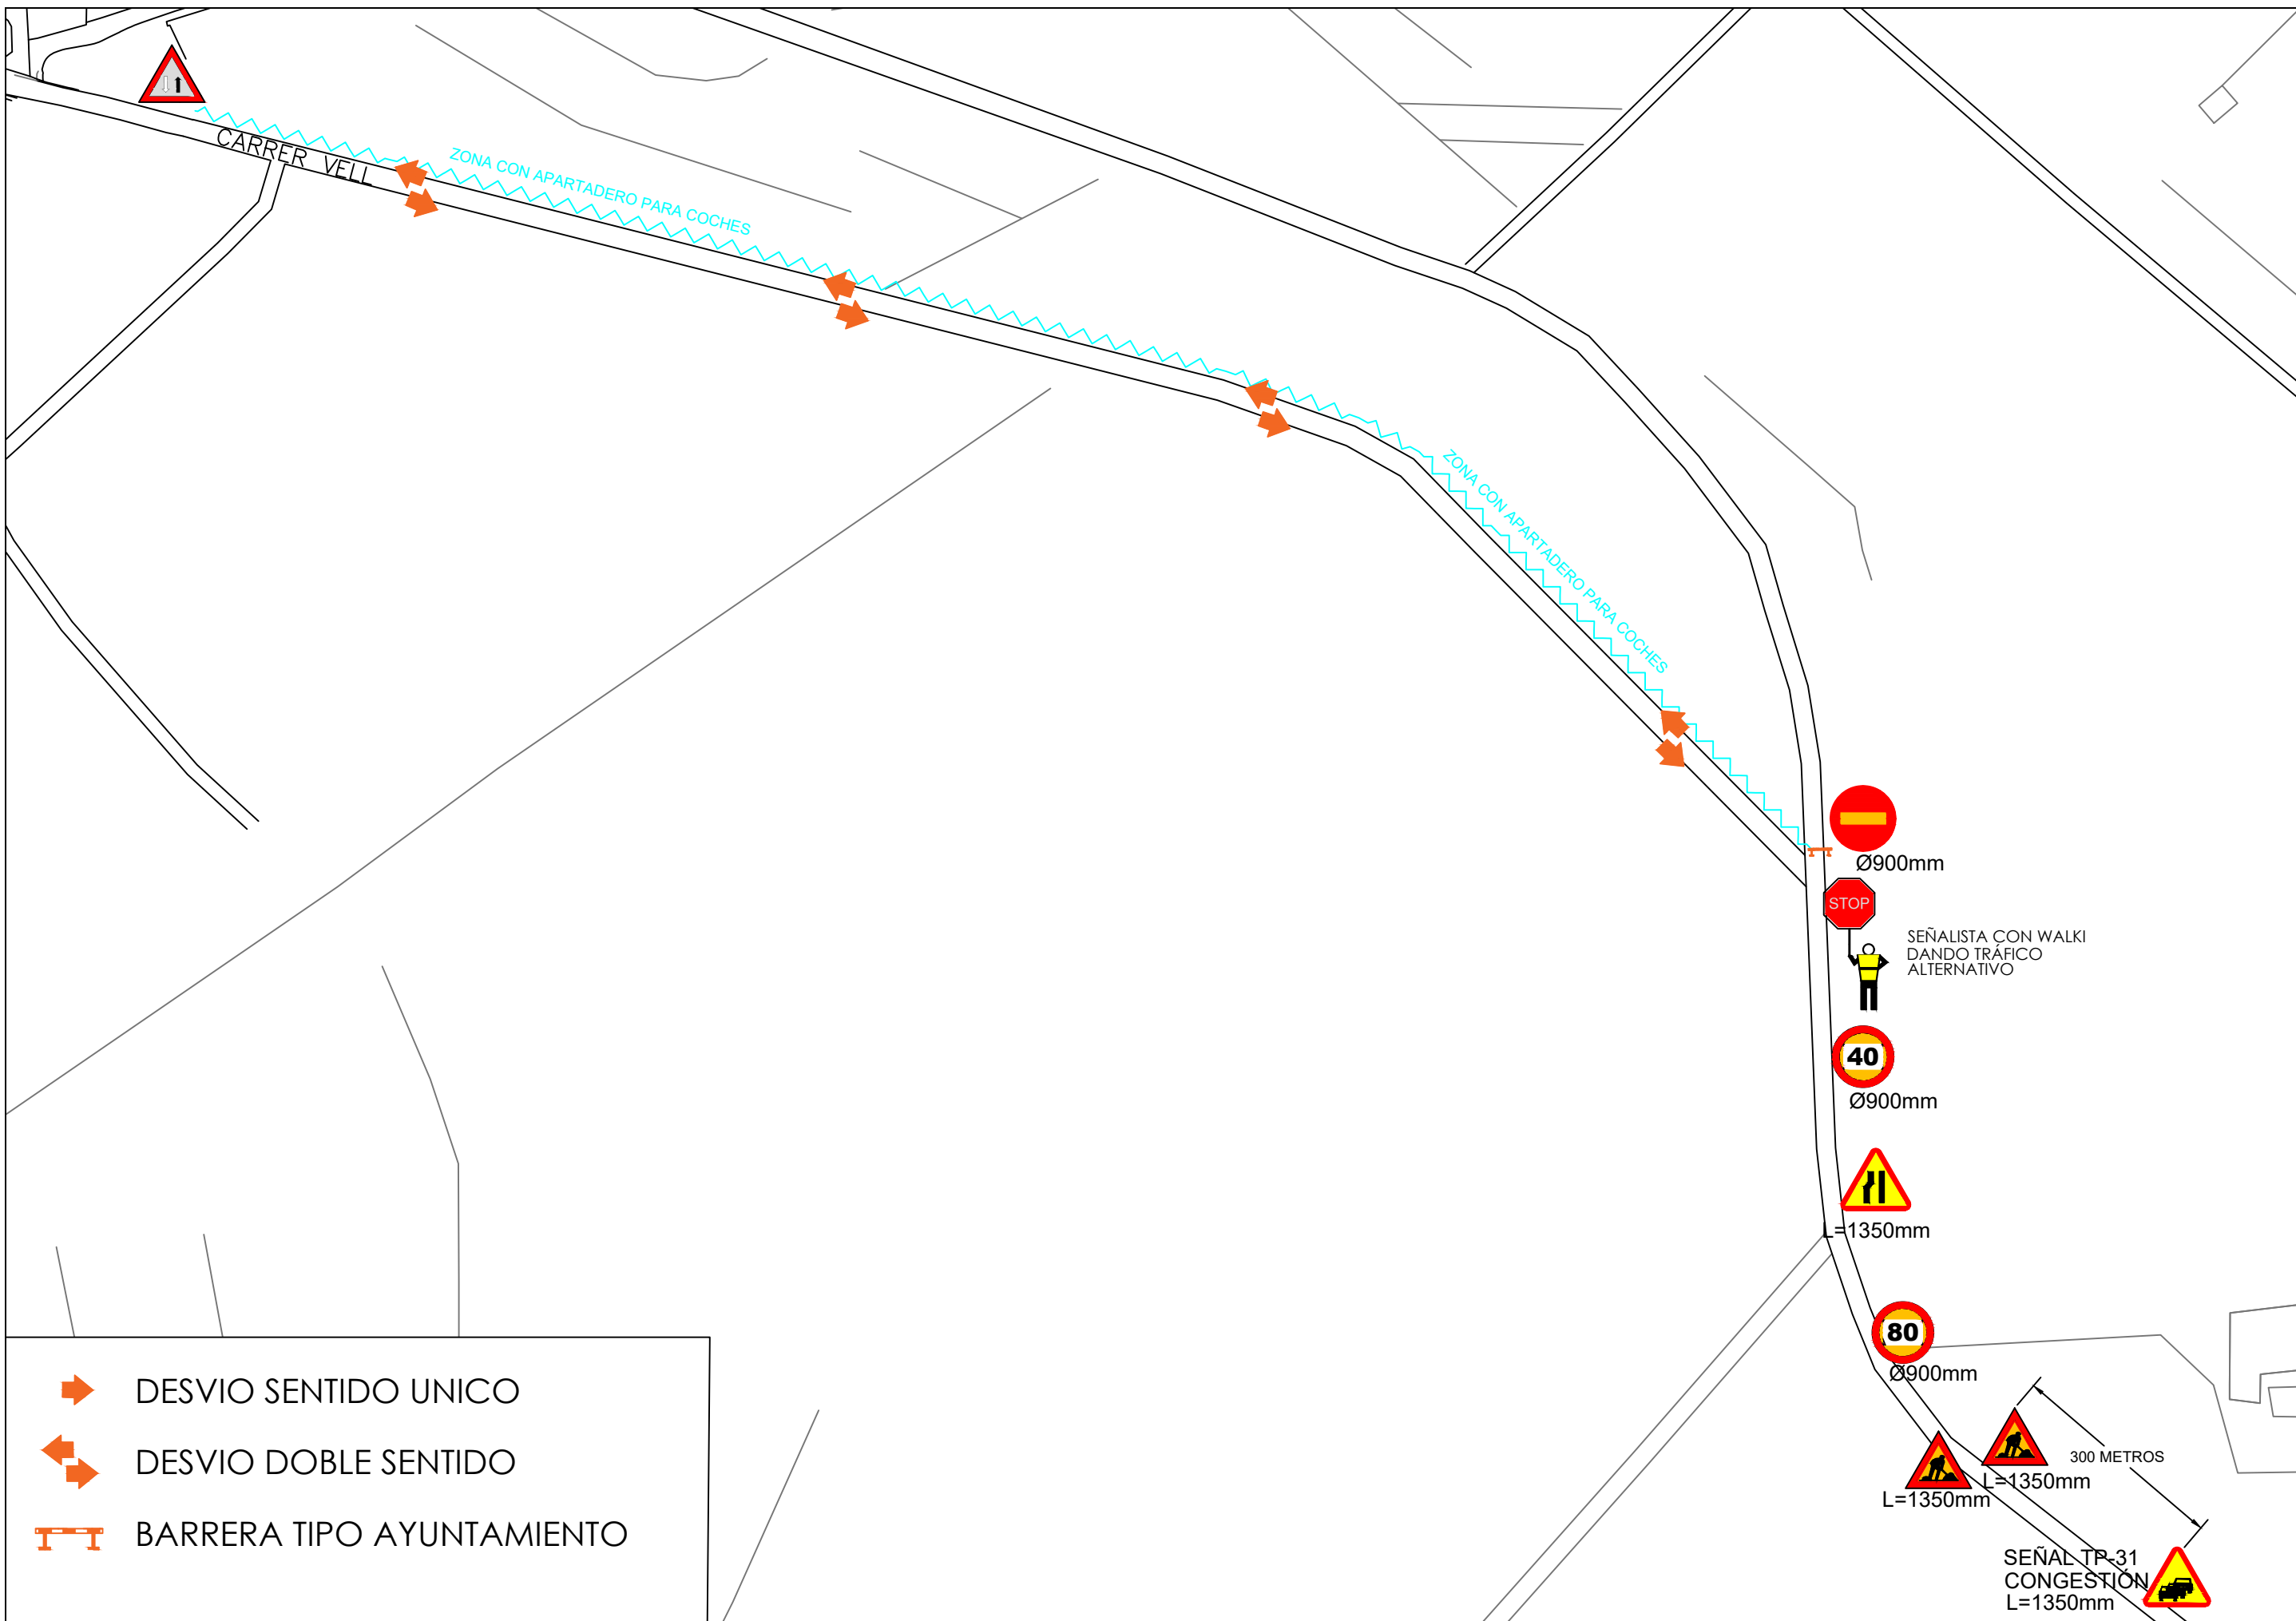 CARRER VELL
ZONA CON APARTADERO PARA COCHES
ZONA CON APARTADERO PARA COCHES
Ø900mm
STOP
SEÑALISTA CON WALKI
DANDO TRÁFICO
ALTERNATIVO
40
Ø900mm
L=1350mm
80
Ø900mm
300 METROS
L=1350mm
L=1350mm
SEÑAL TP-31
CONGESTIÓN
L=1350mm
DESVIO SENTIDO UNICO
DESVIO DOBLE SENTIDO
BARRERA TIPO AYUNTAMIENTO